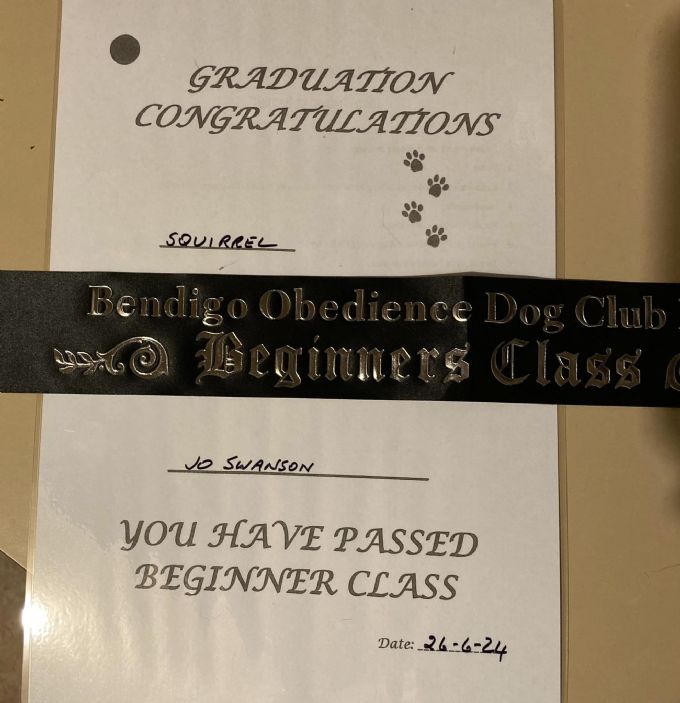 GRADUATION
CONGRATULATIONS
SQUIRREL
Bendigo Obedience Dog Club
Beginners Class
JO SWANSON
YOU HAVE PASSED
BEGINNER CLASS
Date: 26-6-24